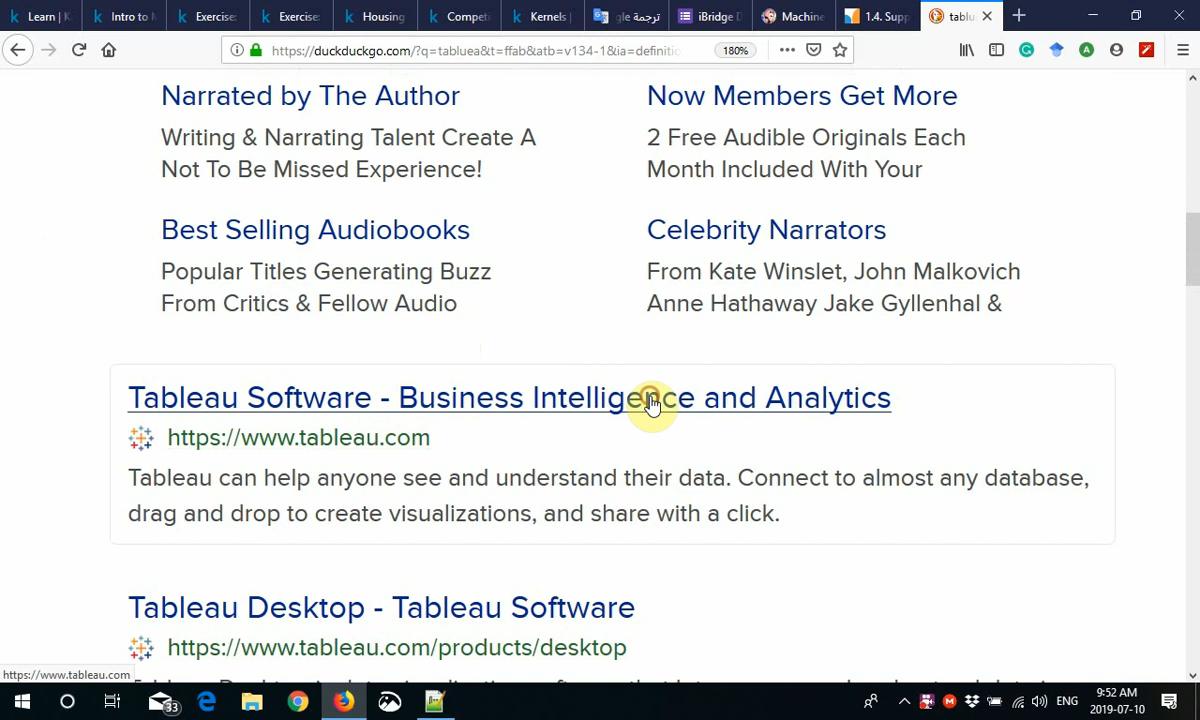 Learn | K
Intro to M
Exercise:
Exercise:
Housing
Competi
Kernels |
ترجمة gle
iBridge D
Machine
1.4. Supp
tablu
https://duckduckgo.com/?q=tabluea&t=ffab&atb=v134-1&ia=definiti
180%
Narrated by The Author
Writing & Narrating Talent Create A
Not To Be Missed Experience!
Now Members Get More
2 Free Audible Originals Each
Month Included With Your
Best Selling Audiobooks
Popular Titles Generating Buzz
From Critics & Fellow Audio
Celebrity Narrators
From Kate Winslet, John Malkovich
Anne Hathaway Jake Gyllenhal &
Tableau Software - Business Intelligence and Analytics
https://www.tableau.com
Tableau can help anyone see and understand their data. Connect to almost any database,
drag and drop to create visualizations, and share with a click.
Tableau Desktop - Tableau Software
https://www.tableau.com/products/desktop
https://www.tableau.com
33
ENG
9:52 AM
2019-07-10